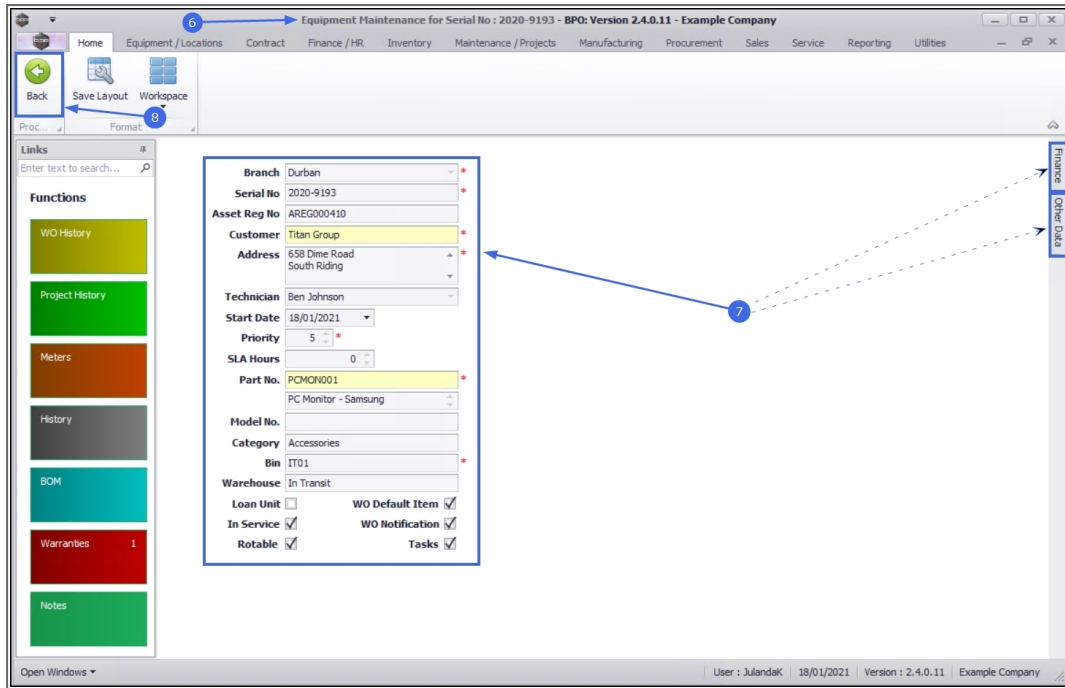 Equipment Maintenance for Serial No : 2020-9193 - BPO: Version 2.4.0.11 - Example Company
6
Home Equipment / Locations Contract Finance / HR Inventory Maintenance / Projects Manufacturing Procurement Sales Service Reporting Utilities
Back Save Layout Workspace
8
Proc... Format
Links
Enter text to search...
Functions
WO History
Project History
Meters
History
BOM
Warranties 1
Notes
Branch Durban *
Serial No 2020-9193 *
Asset Reg No AREG000410
Customer Titan Group *
Address 658 Dime Road *
South Riding
Technician Ben Johnson
Start Date 18/01/2021
Priority 5 *
SLA Hours 0
Part No. PCMON001 *
PC Monitor - Samsung
Model No.
Category Accessories
Bin IT01 *
Warehouse In Transit
Loan Unit WO Default Item
In Service WO Notification
Rotable Tasks
7
Finance
Other Data
Open Windows User : JulandaK 18/01/2021 Version : 2.4.0.11 Example Company